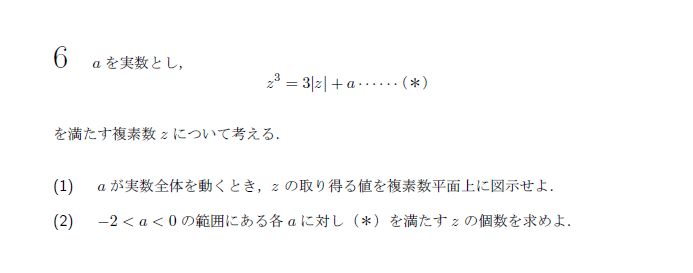 6 a を実数とし,
z³ = 3|z| + a ······ (＊)
を満たす複素数 z について考える.
(1) a が実数全体を動くとき, z の取り得る値を複素数平面上に図示せよ.
(2) −2 < a < 0 の範囲にある各 a に対し (＊) を満たす z の個数を求めよ.